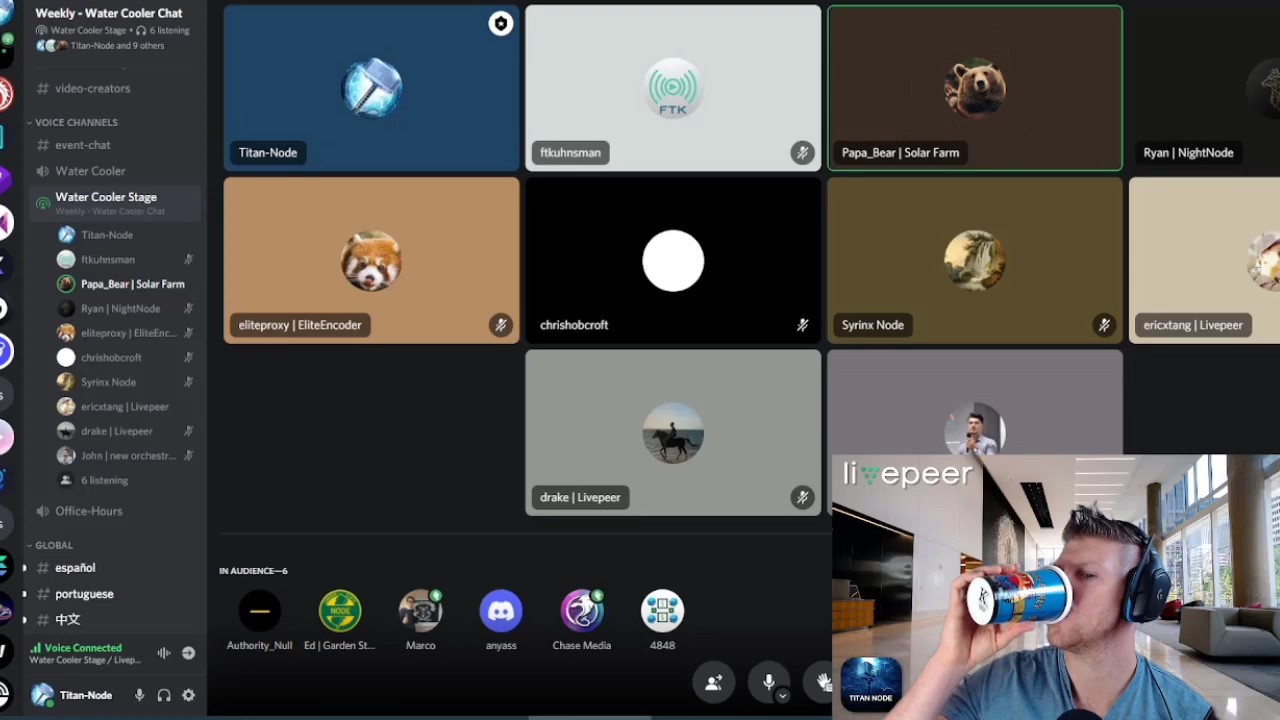 Weekly - Water Cooler Chat
Water Cooler Stage • 6 listening
Titan-Node and 9 others
# video-creators
VOICE CHANNELS
# event-chat
Water Cooler
Water Cooler Stage
Weekly - Water Cooler Chat
Titan-Node
ftkuhnsman
Papa_Bear | Solar Farm
Ryan | NightNode
eliteproxy | EliteEnc...
chrishobcroft
Syrinx Node
ericxtang | Livepeer
drake | Livepeer
John | new orchestr...
6 listening
Office-Hours
GLOBAL
# español
# portuguese
# 中文
Voice Connected
Water Cooler Stage / Livep...
Titan-Node
Titan-Node
FTK
ftkuhnsman
Papa_Bear | Solar Farm
Ryan | NightNode
eliteproxy | EliteEncoder
chrishobcroft
Syrinx Node
ericxtang | Livepeer
drake | Livepeer
IN AUDIENCE—6
NODE
Authority_Null
Ed | Garden St...
Marco
anyass
Chase Media
4848
livepeer
TITAN NODE